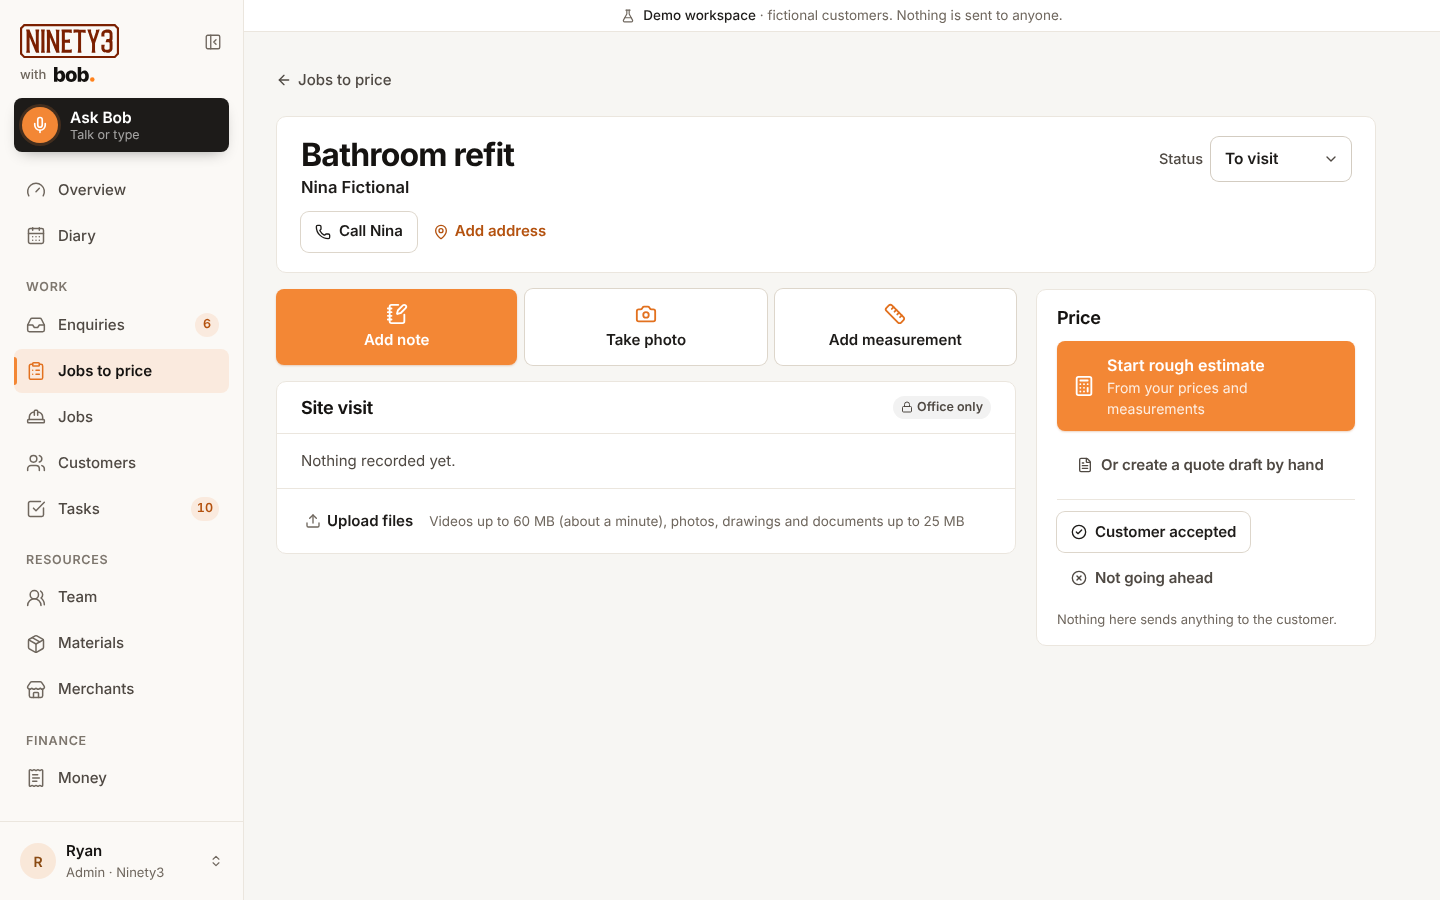 NINETY3
with bob.
Ask Bob
Talk or type
Overview
Diary
WORK
Enquiries 6
Jobs to price
Jobs
Customers
Tasks 10
RESOURCES
Team
Materials
Merchants
FINANCE
Money
R
Ryan
Admin · Ninety3
Demo workspace · fictional customers. Nothing is sent to anyone.
Jobs to price
Bathroom refit
Nina Fictional
Call Nina
Add address
Status
To visit
Add note
Take photo
Add measurement
Site visit
Office only
Nothing recorded yet.
Upload files Videos up to 60 MB (about a minute), photos, drawings and documents up to 25 MB
Price
Start rough estimate
From your prices and
measurements
Or create a quote draft by hand
Customer accepted
Not going ahead
Nothing here sends anything to the customer.